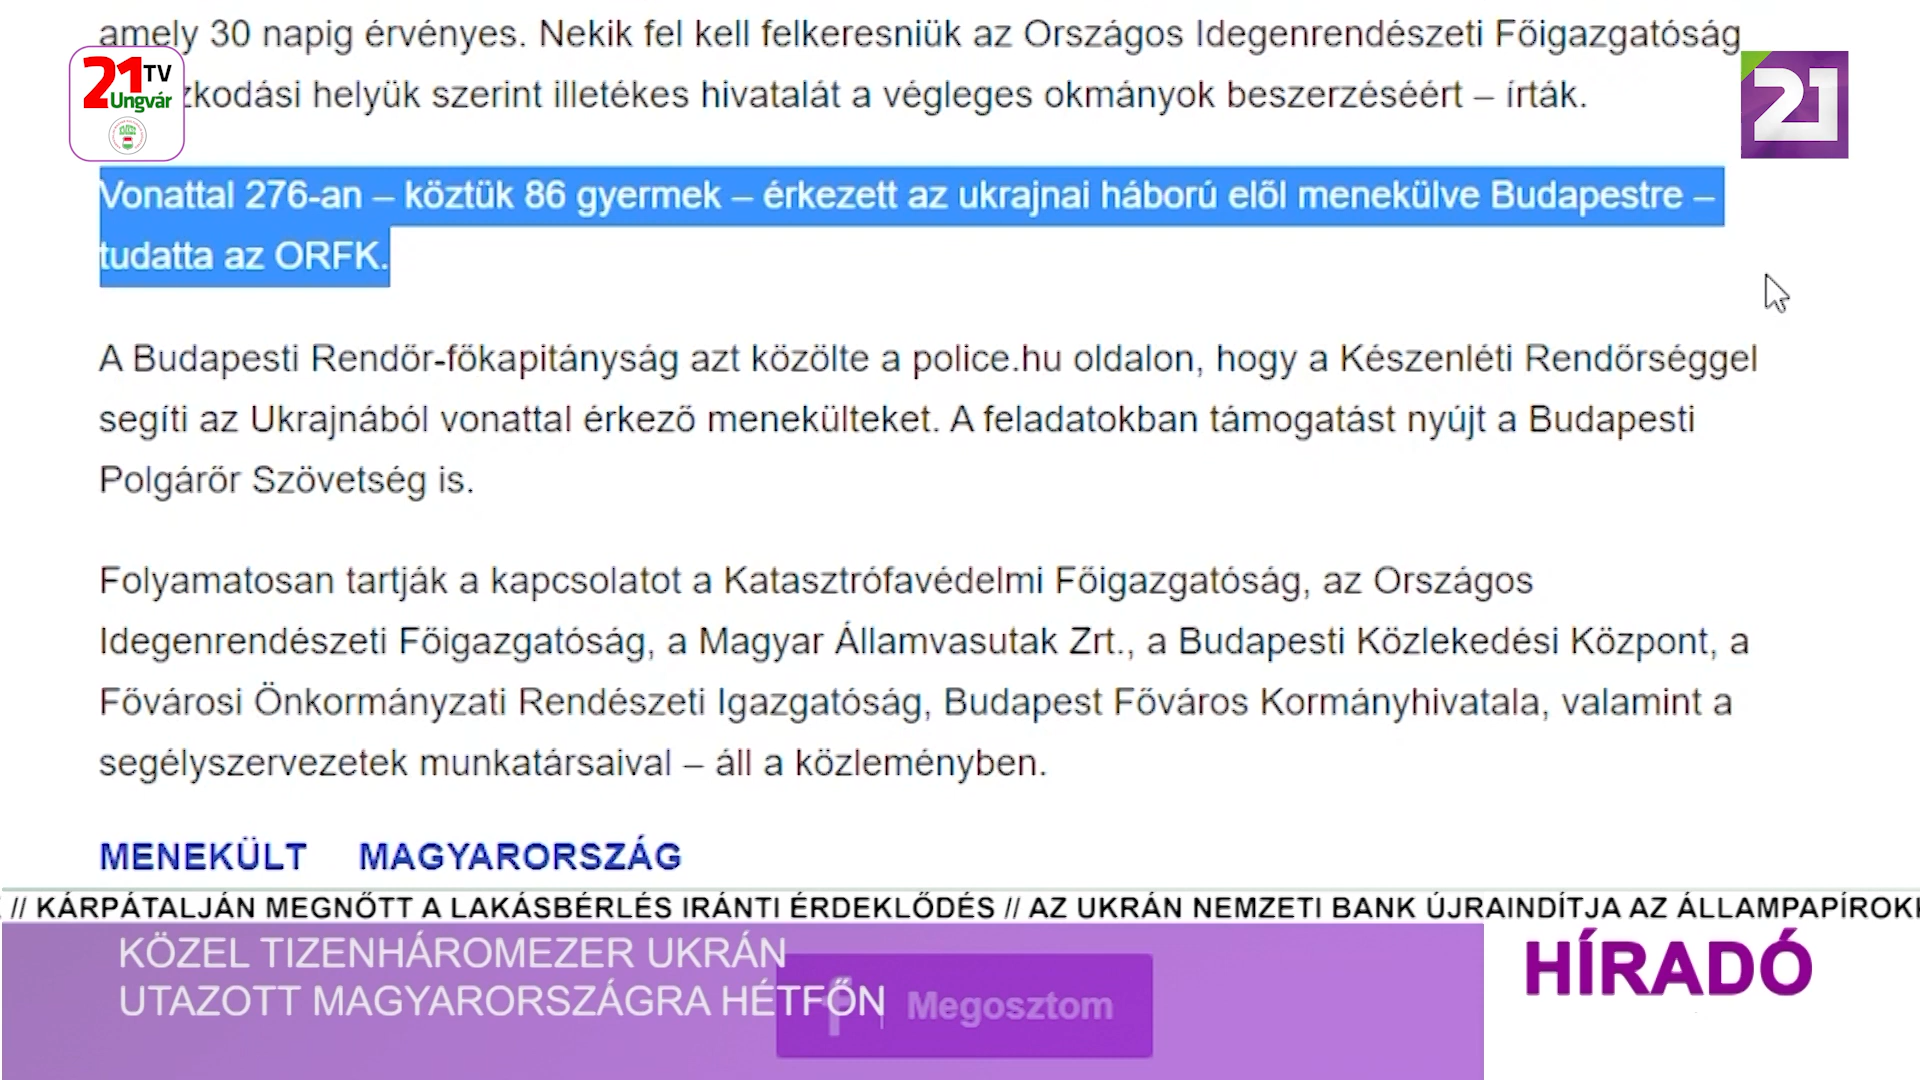 amely 30 napig érvényes. Nekik fel kell felkeresniük az Országos Idegenrendészeti Főigazgatóság
21 TV
Ungvár
21
zkodási helyük szerint illetékes hivatalát a végleges okmányok beszerzéséért – írták.
Vonattal 276-an – köztük 86 gyermek – érkezett az ukrajnai háború elől menekülve Budapestre –
tudatta az ORFK.
A Budapesti Rendőr-főkapitányság azt közölte a police.hu oldalon, hogy a Készenléti Rendőrséggel
segíti az Ukrajnából vonattal érkező menekülteket. A feladatokban támogatást nyújt a Budapesti
Polgárőr Szövetség is.
Folyamatosan tartják a kapcsolatot a Katasztrófavédelmi Főigazgatóság, az Országos
Idegenrendészeti Főigazgatóság, a Magyar Államvasutak Zrt., a Budapesti Közlekedési Központ, a
Fővárosi Önkormányzati Rendészeti Igazgatóság, Budapest Főváros Kormányhivatala, valamint a
segélyszervezetek munkatársaival – áll a közleményben.
MENEKÜLT MAGYARORSZÁG
// KÁRPÁTALJÁN MEGNŐTT A LAKÁSBÉRLÉS IRÁNTI ÉRDEKLŐDÉS // AZ UKRÁN NEMZETI BANK ÚJRAINDÍTJA AZ ÁLLAMPAPÍROK
KÖZEL TIZENHÁROMEZER UKRÁN
UTAZOTT MAGYARORSZÁGRA HÉTFŐN
f Megosztom
HÍRADÓ